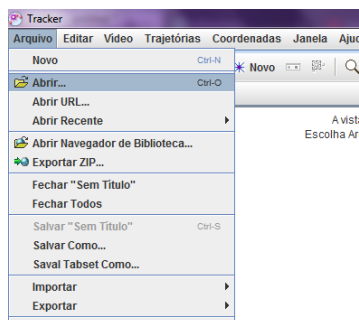 Tracker
Arquivo Editar Vídeo Trajetórias Coordenadas Janela Ajuc
Novo Ctrl-N
Novo
Abrir... Ctrl-O
Abrir URL...
A vista
Abrir Recente
Escolha Ar
Abrir Navegador de Biblioteca...
Exportar ZIP...
Fechar "Sem Título"
Fechar Todos
Salvar "Sem Título" Ctrl-S
Salvar Como...
Saval Tabset Como...
Importar
Exportar